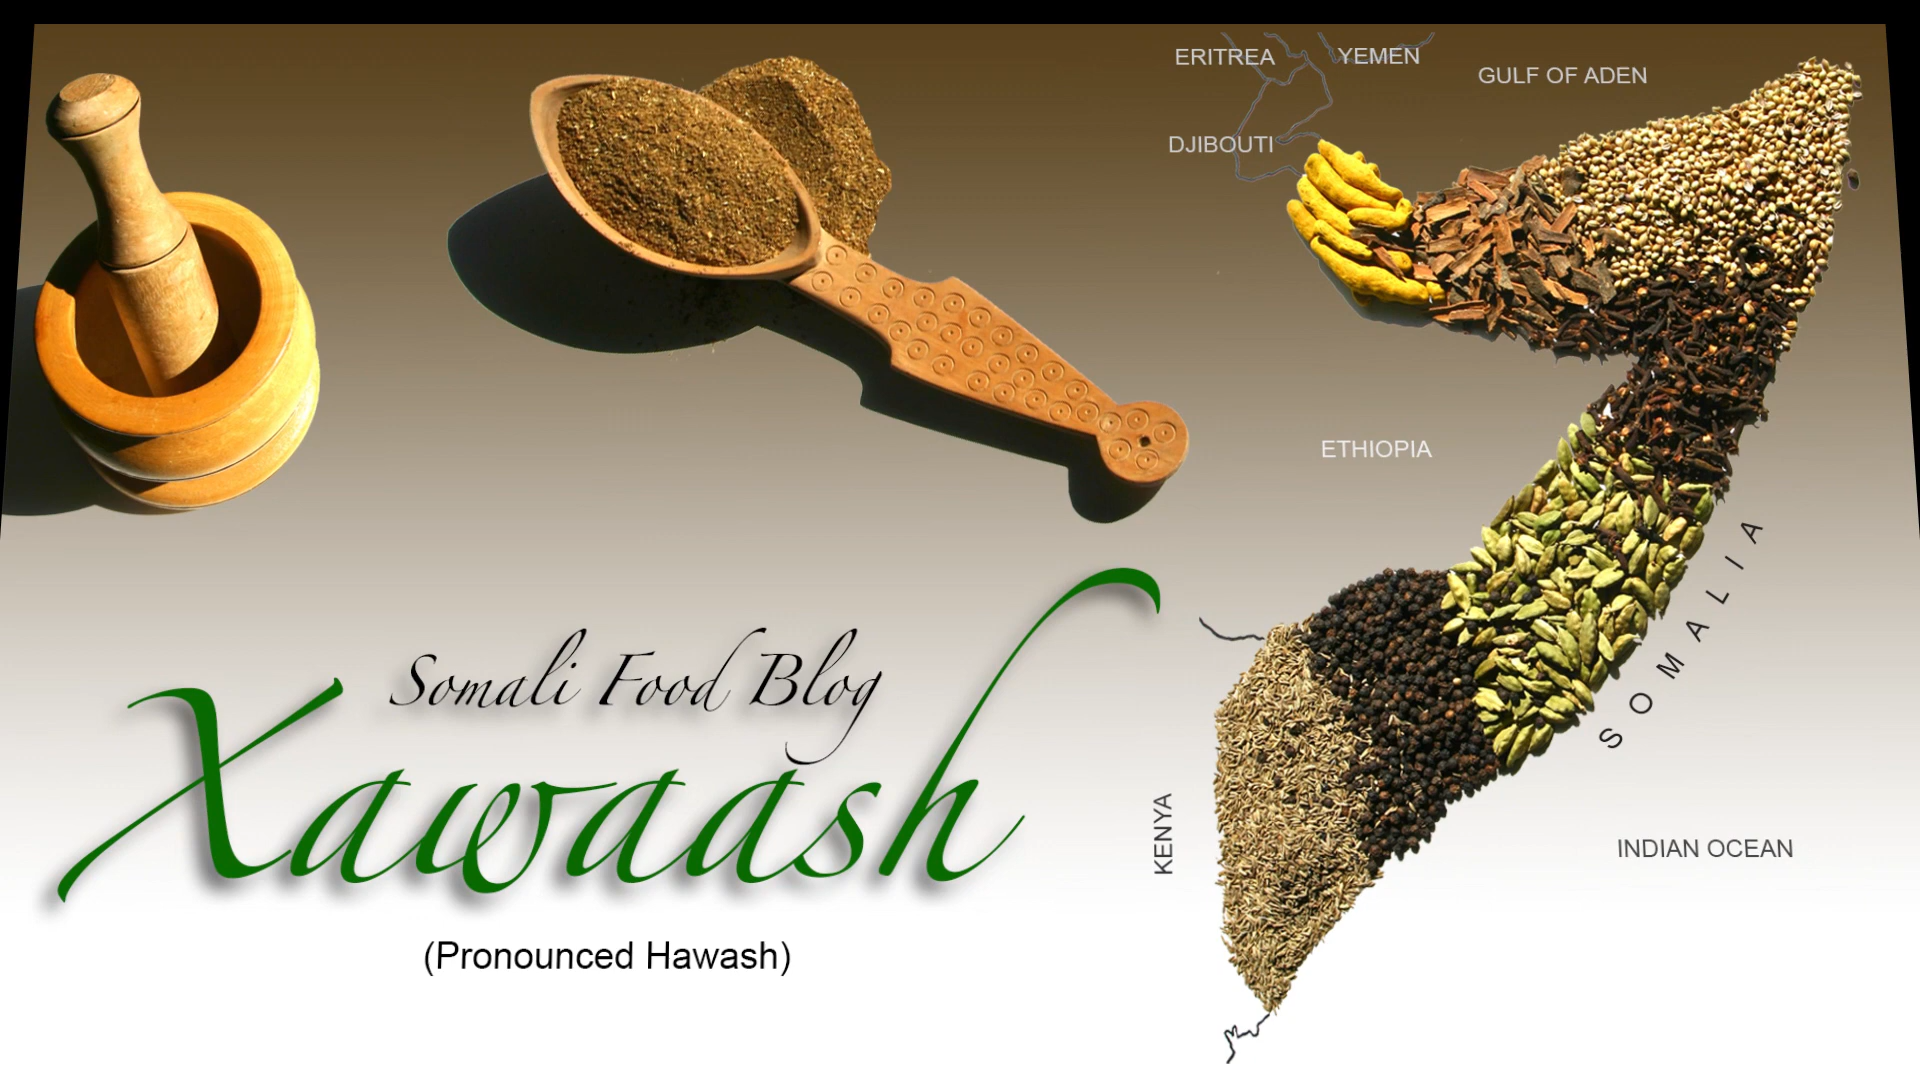 Somali Food Blog
Xawaash
(Pronounced Hawash)
ERITREA
YEMEN
GULF OF ADEN
DJIBOUTI
ETHIOPIA
SOMALIA
KENYA
INDIAN OCEAN